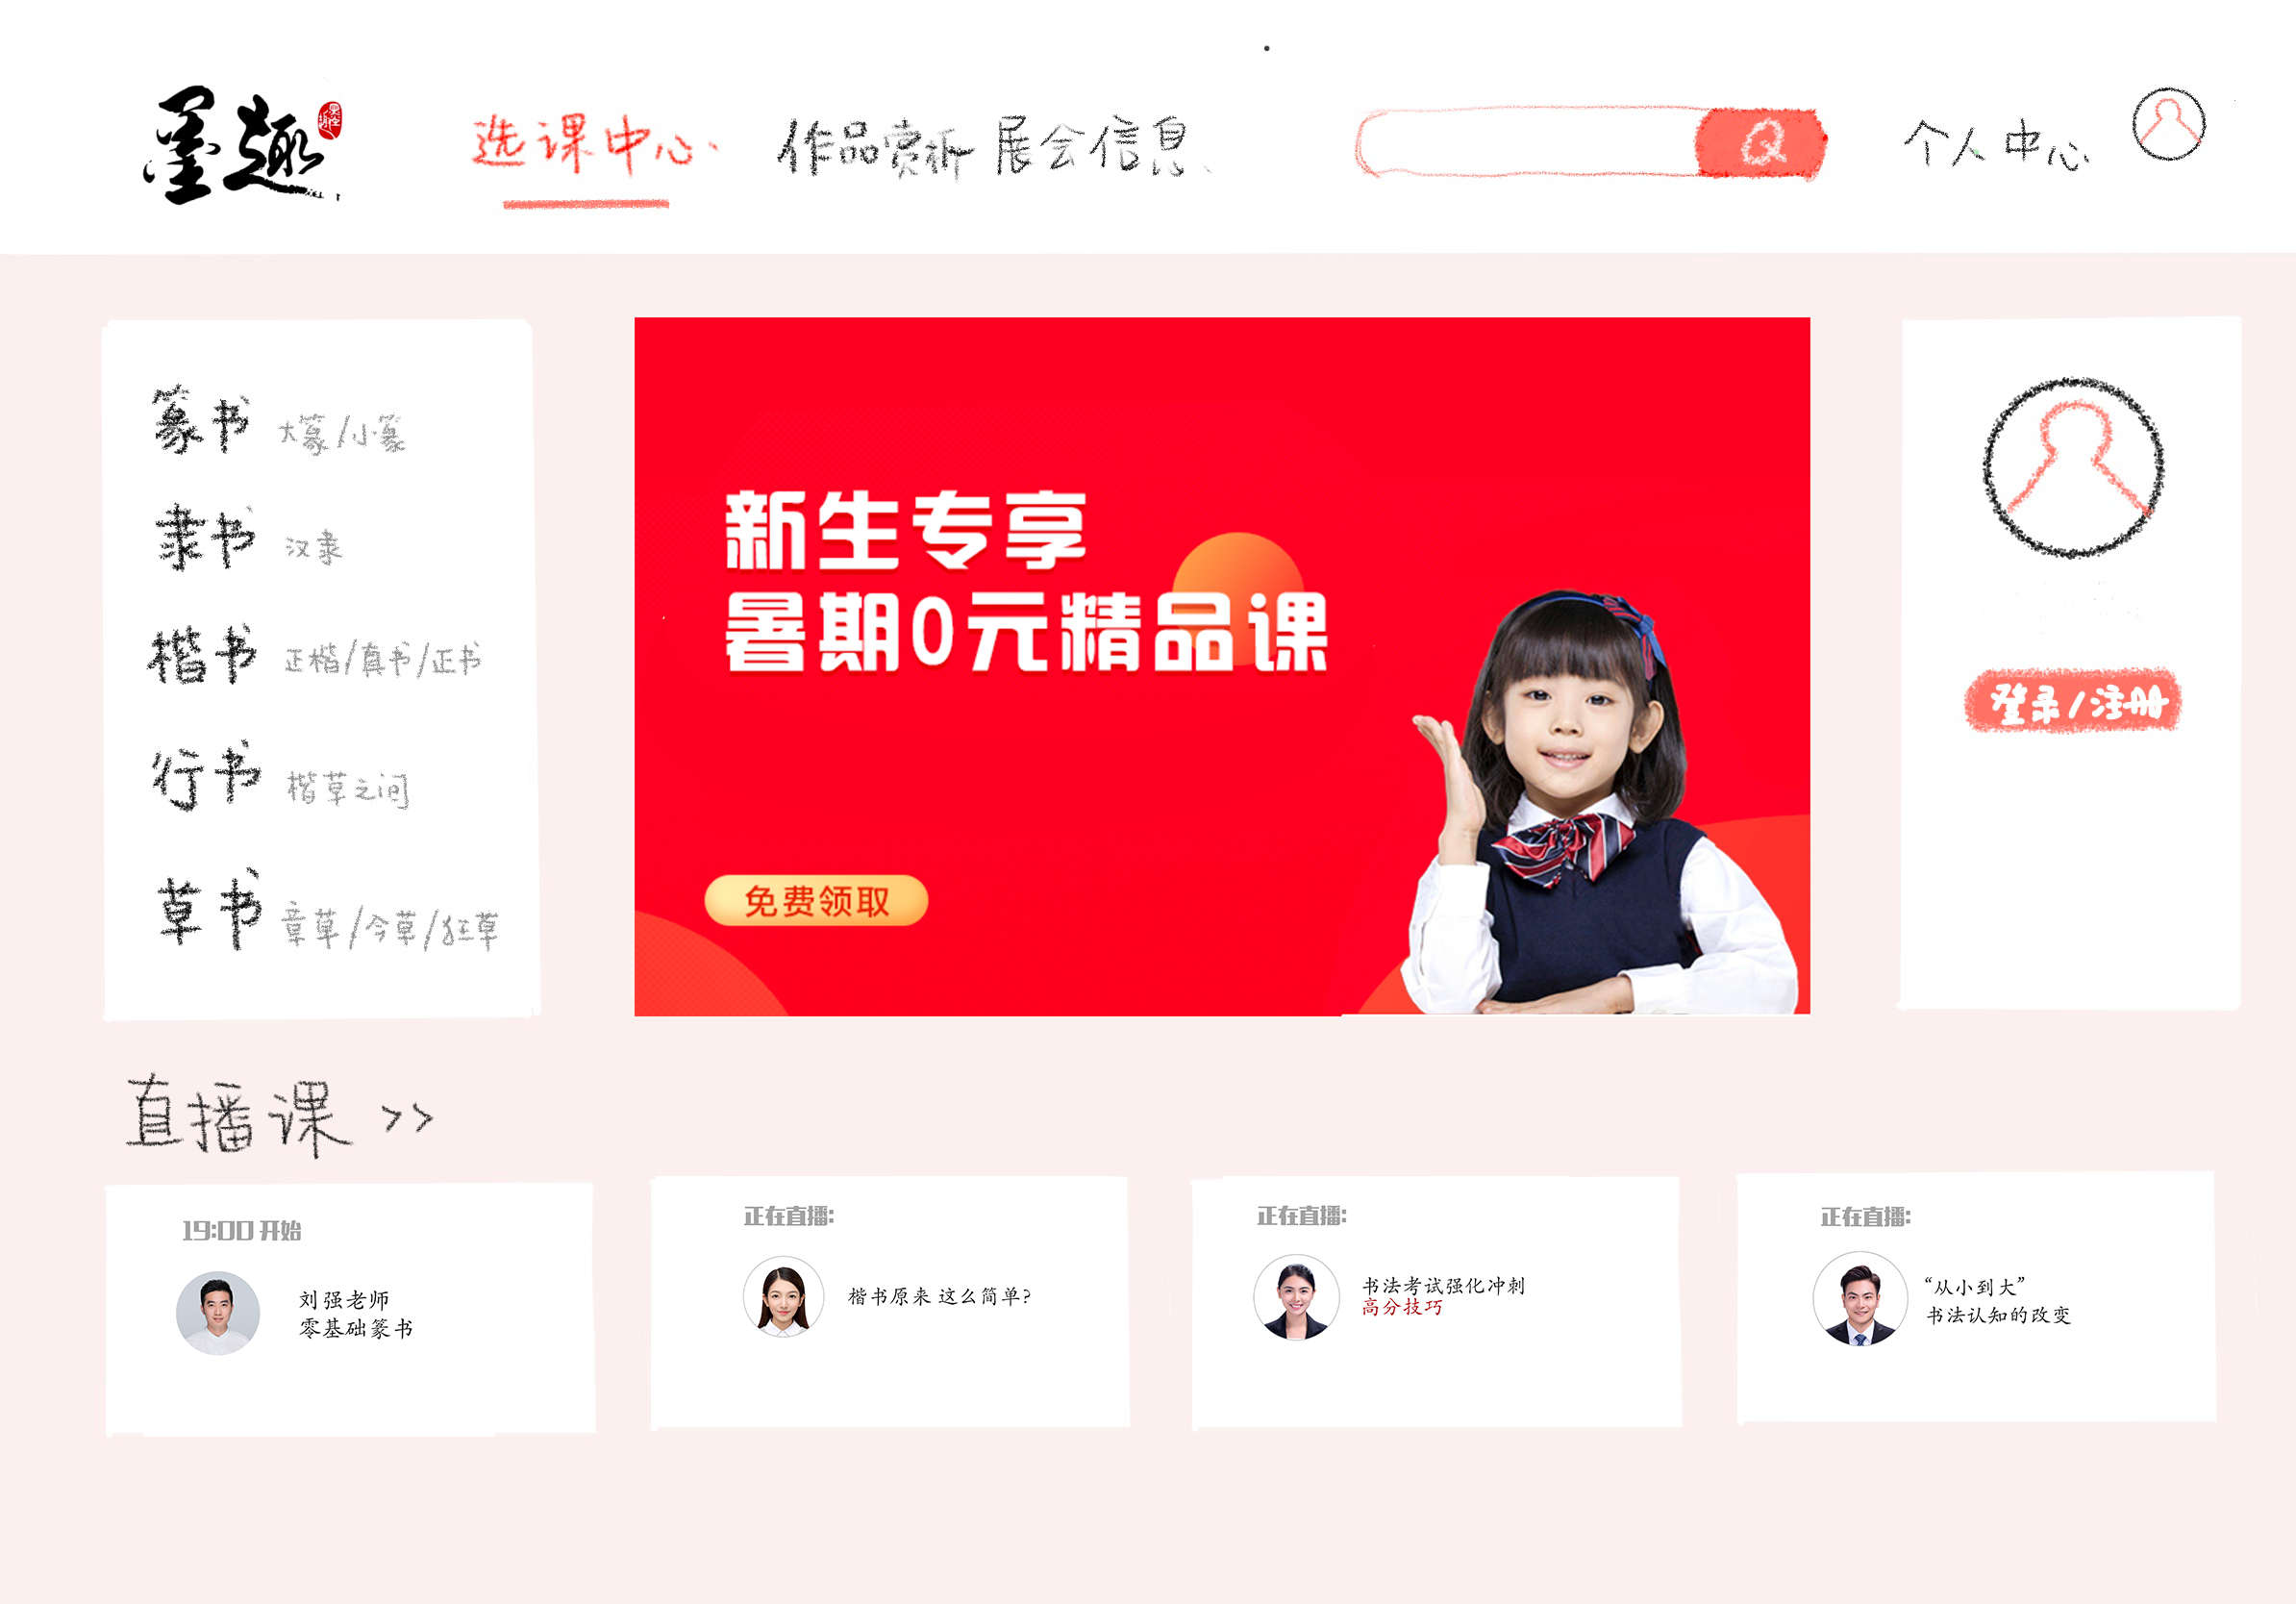 墨趣
选课中心
作品赏析 展会信息
个人中心
篆书 大篆/小篆
隶书 汉隶
楷书 正楷/真书/正书
行书 楷草之间
草书 章草/今草/狂草
新生专享
暑期0元精品课
免费领取
登录/注册
直播课 >>
19:00 开始
刘强老师
零基础篆书
正在直播:
楷书原来 这么简单?
正在直播:
书法考试强化冲刺
高分技巧
正在直播:
“从小到大”
书法认知的改变